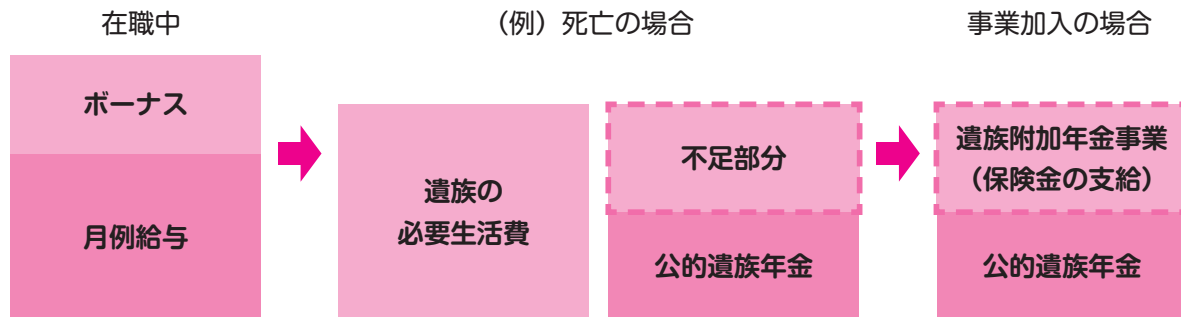 在職中
（例）死亡の場合
事業加入の場合
ボーナス
月例給与
遺族の
必要生活費
不足部分
公的遺族年金
遺族附加年金事業
（保険金の支給）
公的遺族年金